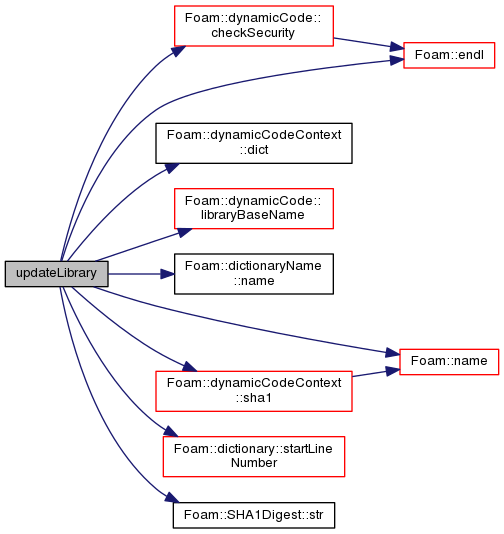 Foam::dynamicCode::
checkSecurity
Foam::endl
Foam::dynamicCodeContext
::dict
Foam::dynamicCode::
libraryBaseName
updateLibrary
Foam::dictionaryName
::name
Foam::name
Foam::dynamicCodeContext
::sha1
Foam::dictionary::startLine
Number
Foam::SHA1Digest::str